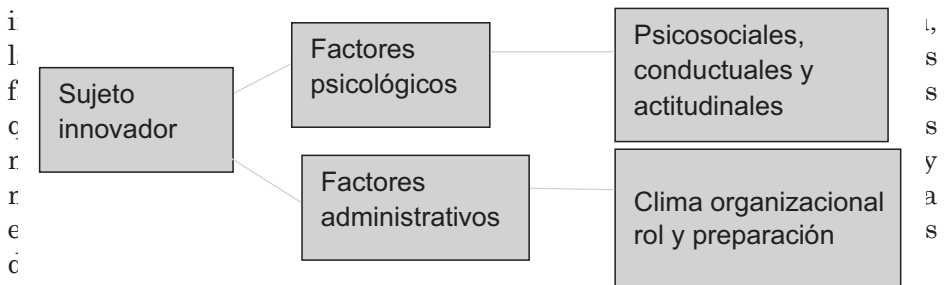 Sujeto
innovador
Factores
psicológicos
Psicosociales,
conductuales y
actitudinales
Factores
administrativos
Clima organizacional
rol y preparación